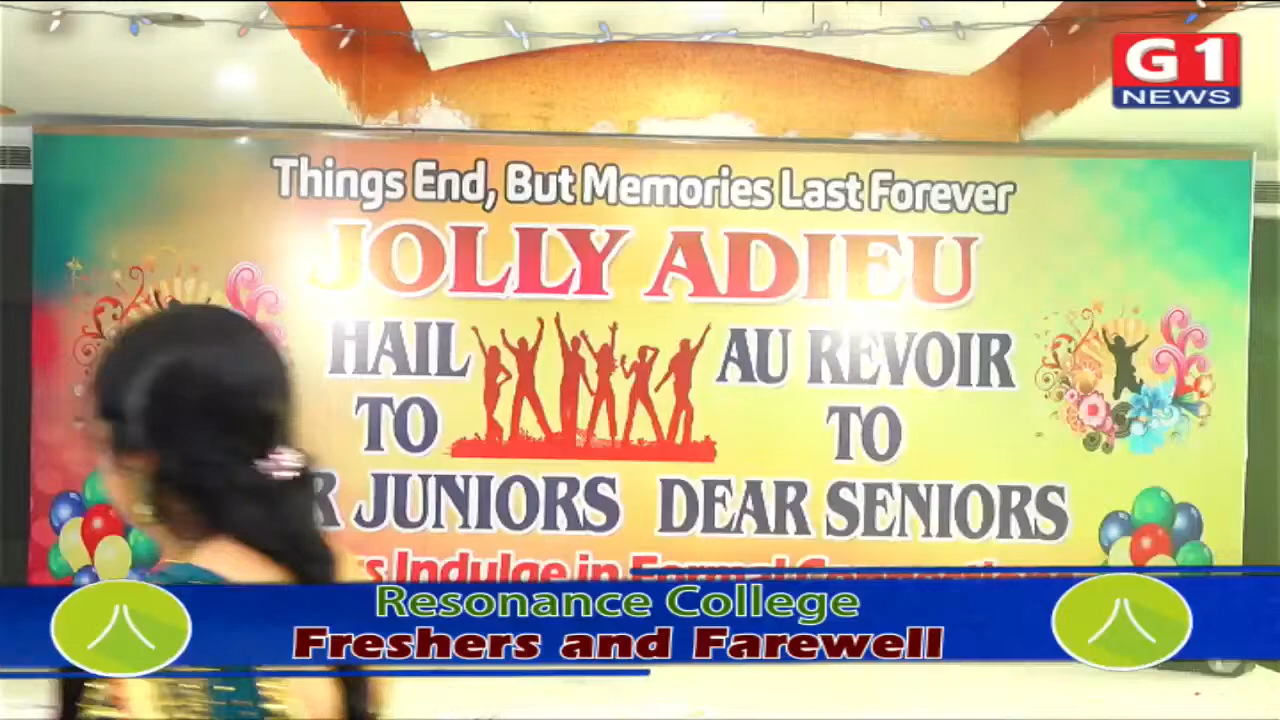 G1
NEWS
Things End, But Memories Last Forever
JOLLY ADIEU
HAIL
TO
JUNIORS
AU REVOIR
TO
DEAR SENIORS
Indulge in
Resonance College
Freshers and Farewell